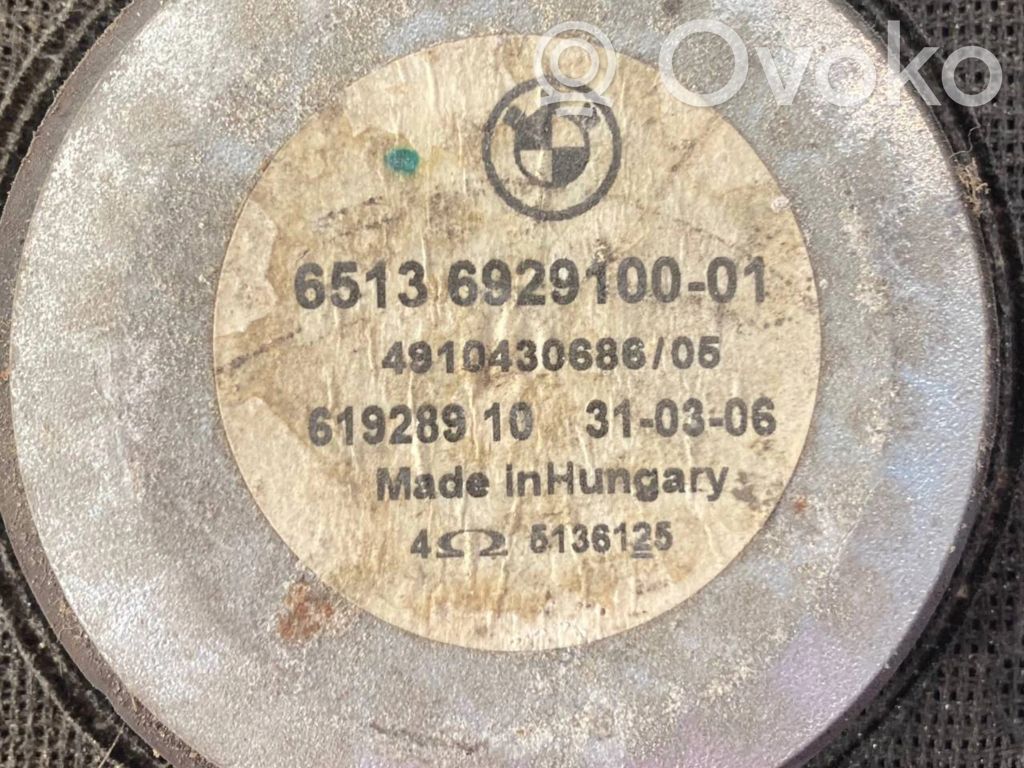 Ovoko
6513 6929100-01
4910430686/05
619289 10 31-03-06
Made inHungary
4Ω 5136125